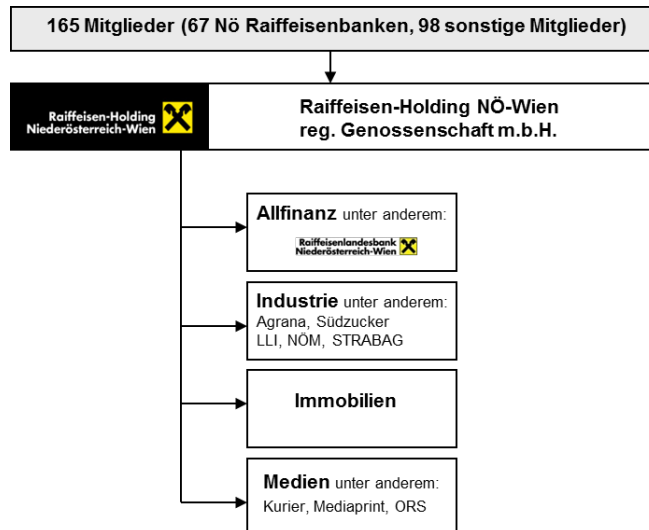 165 Mitglieder (67 Nö Raiffeisenbanken, 98 sonstige Mitglieder)
Raiffeisen-Holding
Niederösterreich-Wien
Raiffeisen-Holding NÖ-Wien
reg. Genossenschaft m.b.H.
Allfinanz unter anderem:
Raiffeisenlandesbank
Niederösterreich-Wien
Industrie unter anderem:
Agrana, Südzucker
LLI, NÖM, STRABAG
Immobilien
Medien unter anderem:
Kurier, Mediaprint, ORS